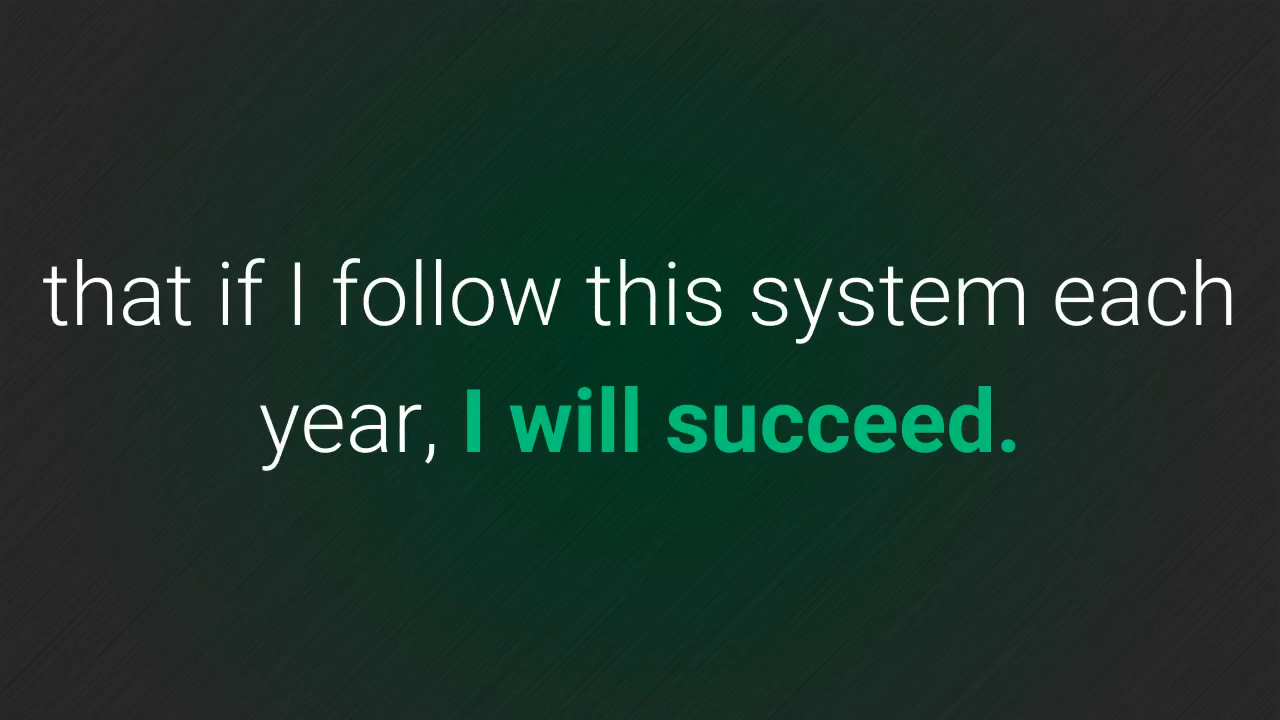 that if I follow this system each
year, I will succeed.